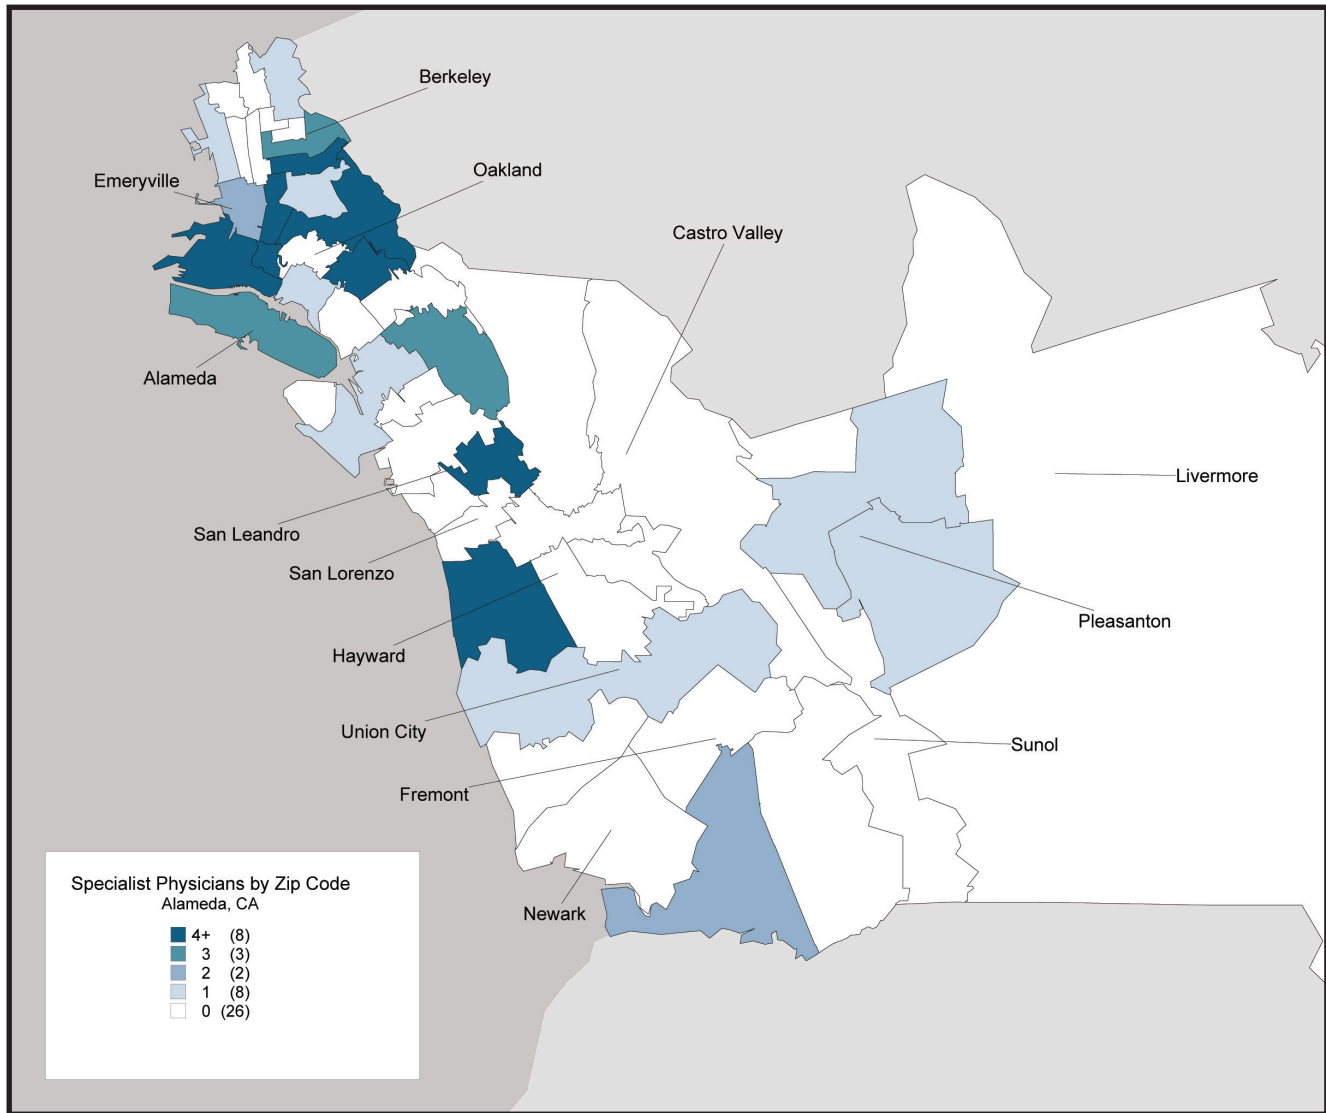 Berkeley
Oakland
Emeryville
Castro Valley
Alameda
Livermore
San Leandro
San Lorenzo
Pleasanton
Hayward
Union City
Sunol
Fremont
Newark
Specialist Physicians by Zip Code
Alameda, CA
4+ (8)
3 (3)
2 (2)
1 (8)
0 (26)